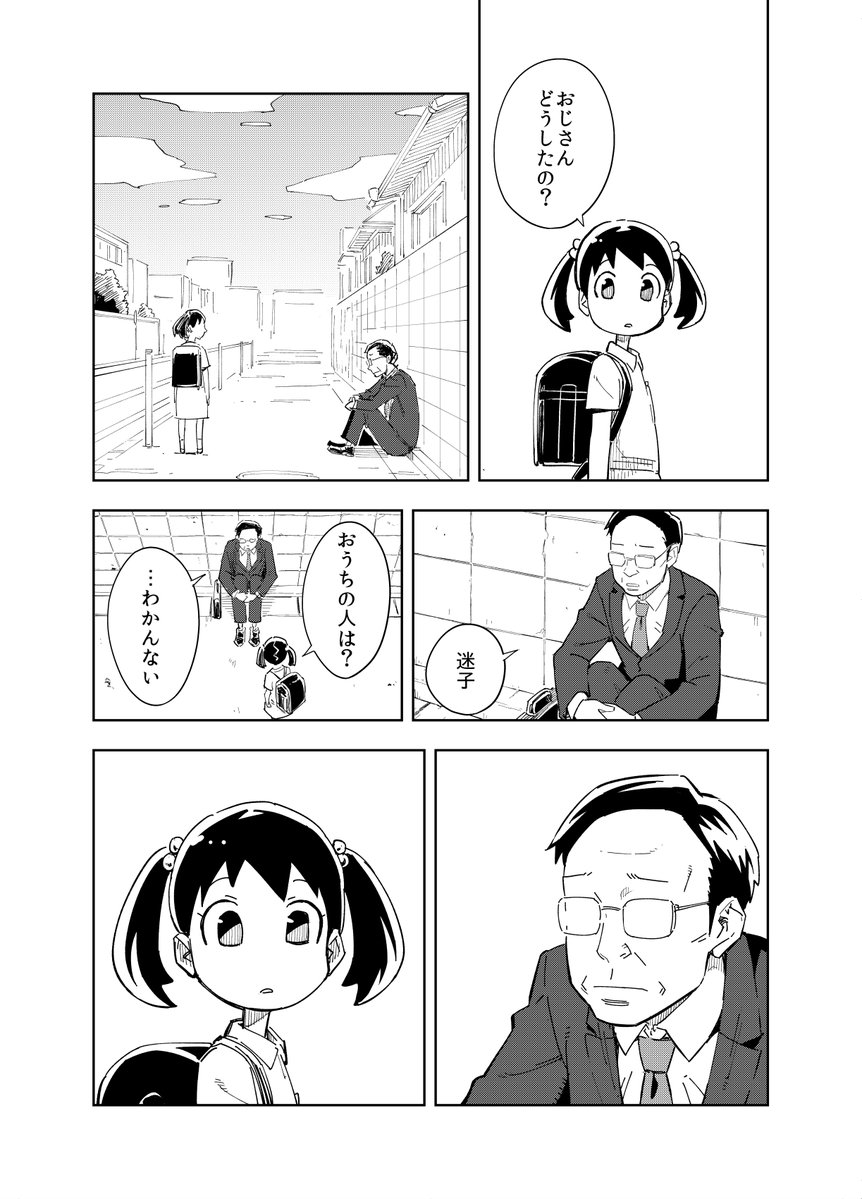 おじさん
どうしたの？
迷子
おうちの人は？
…わかんない